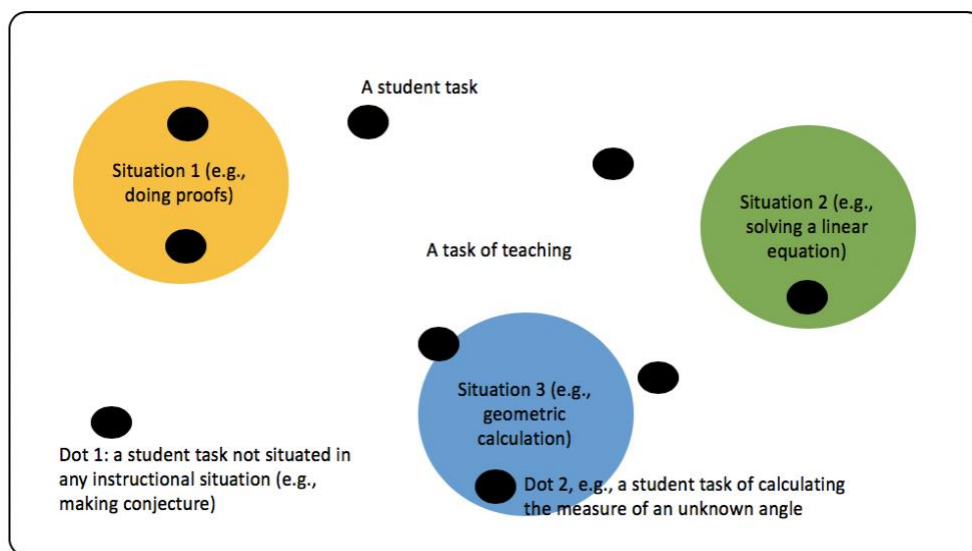 A student task
Situation 1 (e.g.,
doing proofs)
Situation 2 (e.g.,
solving a linear
equation)
A task of teaching
Situation 3 (e.g.,
geometric
calculation)
Dot 1: a student task not situated in
any instructional situation (e.g.,
making conjecture)
Dot 2, e.g., a student task of calculating
the measure of an unknown angle